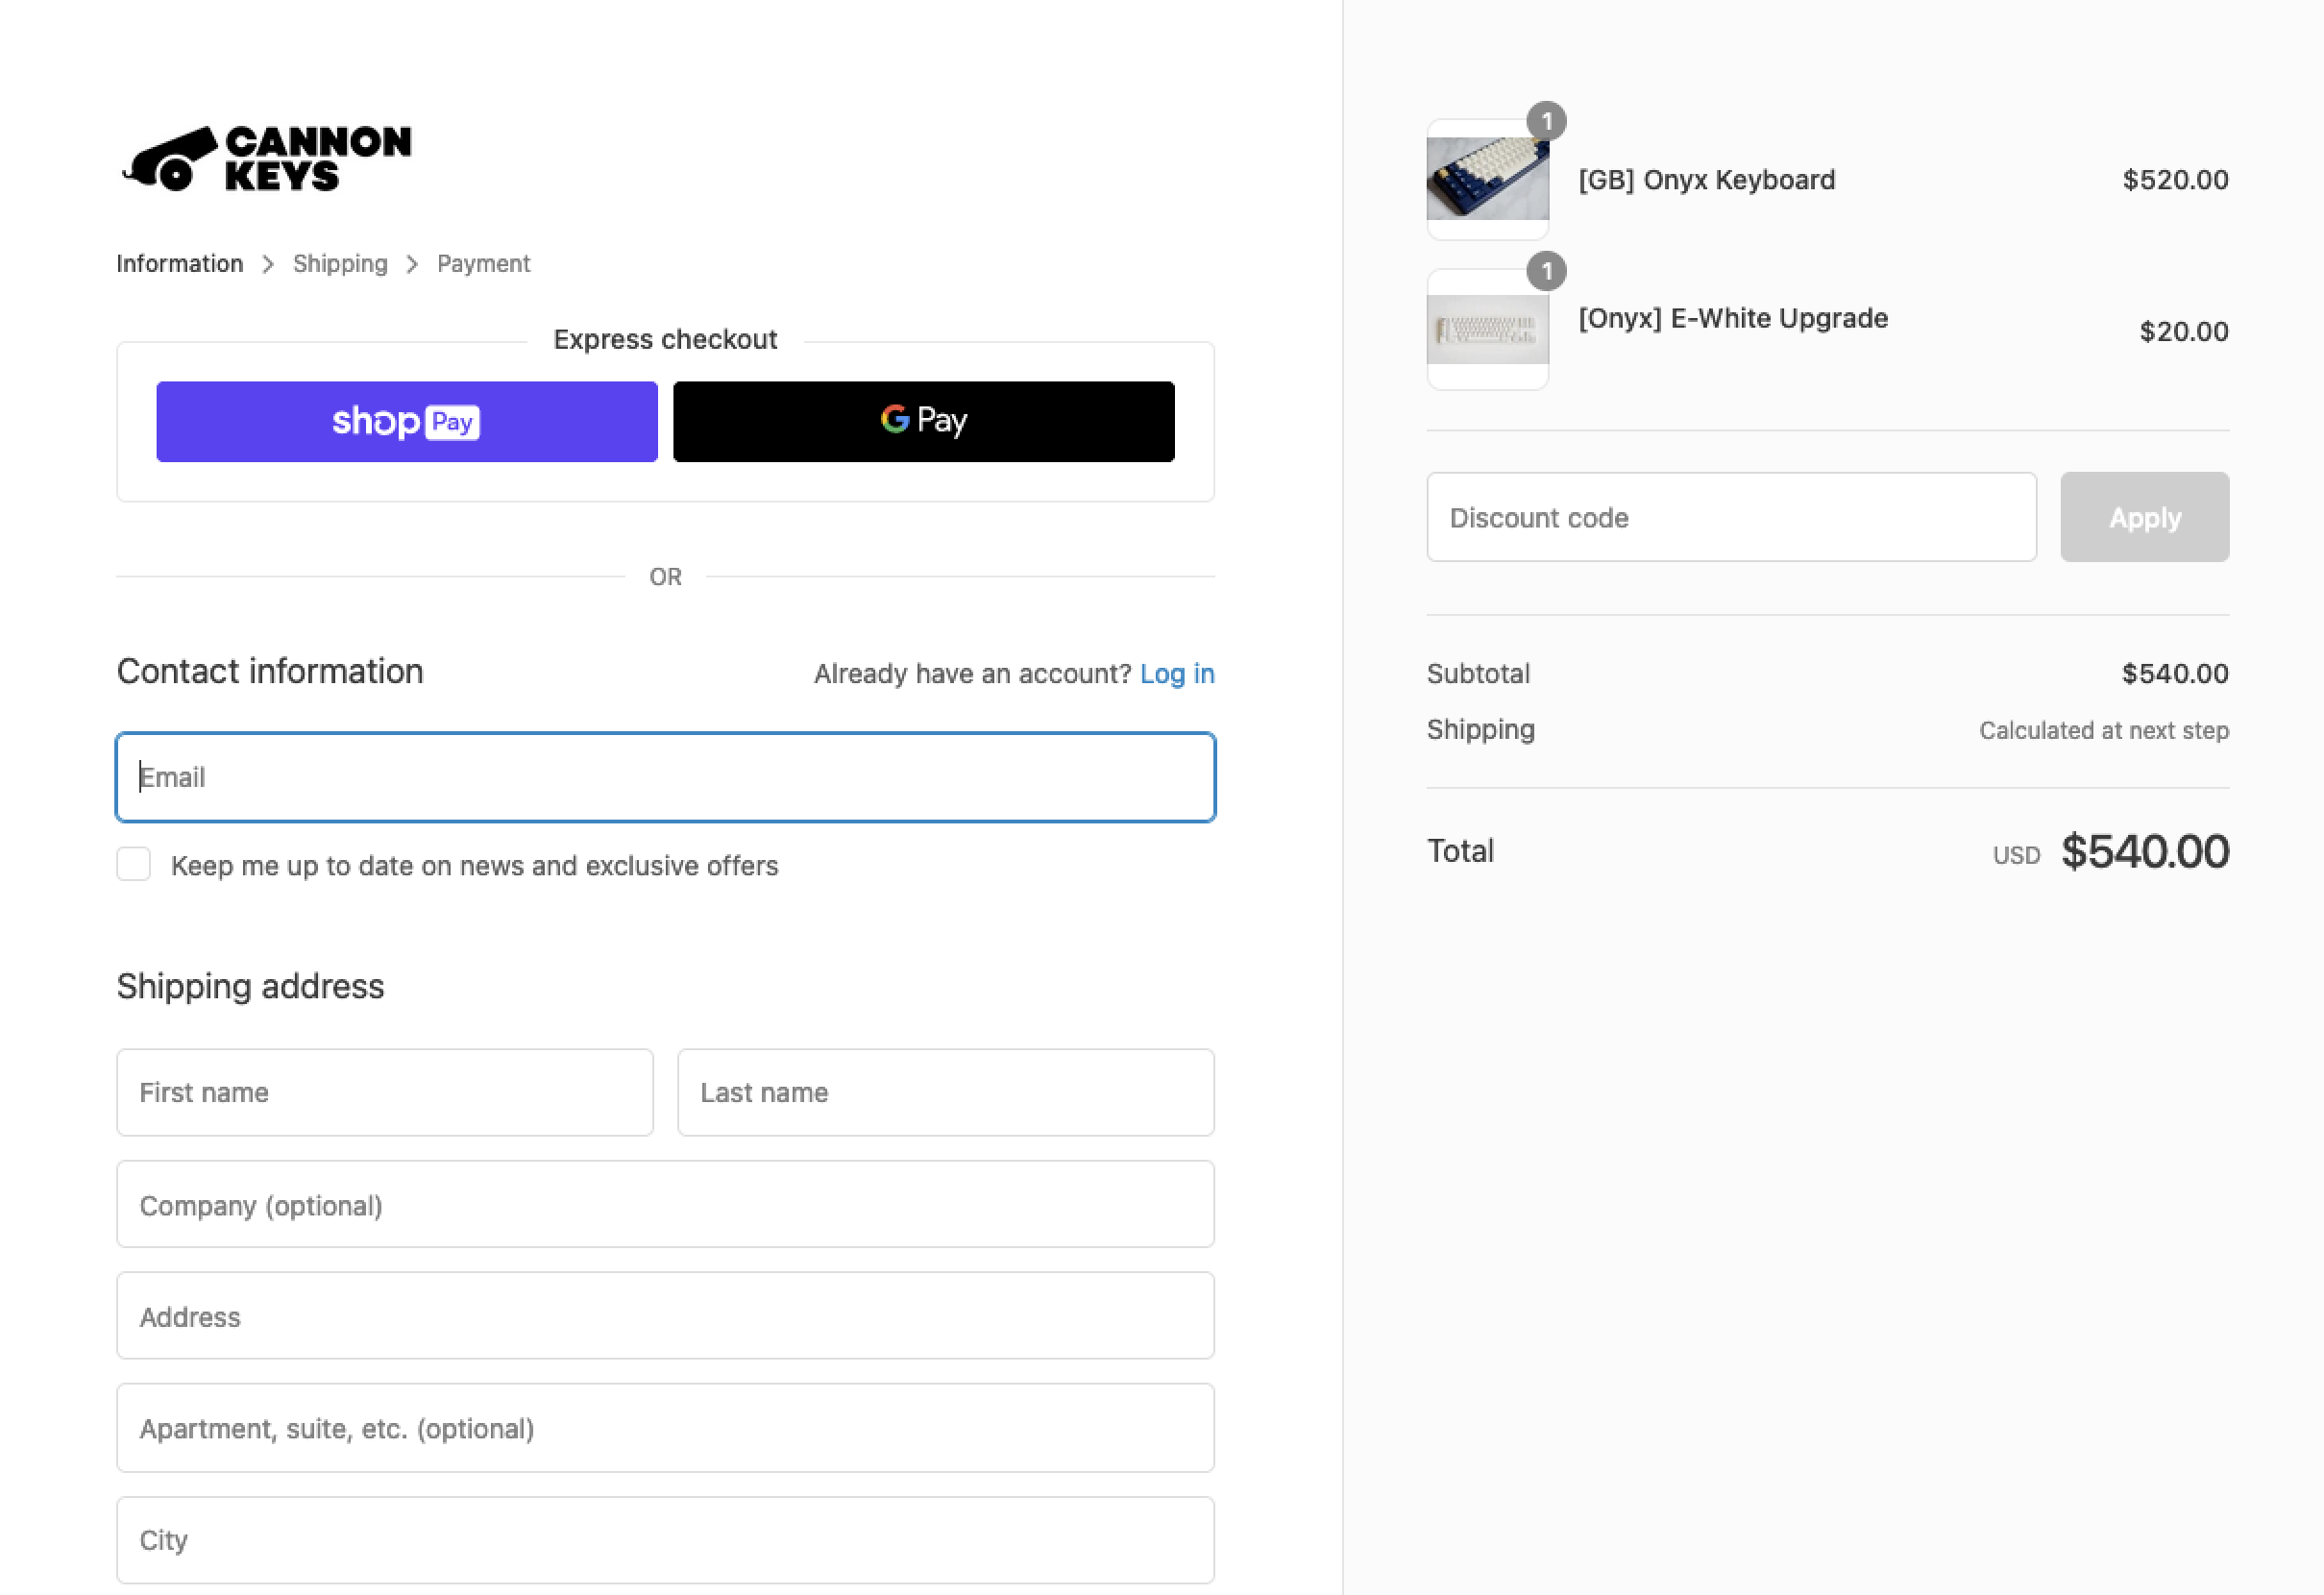 CANNON
KEYS
Information > Shipping > Payment
Express checkout
shop Pay
G Pay
OR
Contact information
Already have an account? Log in
Email
Keep me up to date on news and exclusive offers
Shipping address
First name
Last name
Company (optional)
Address
Apartment, suite, etc. (optional)
City
1
[GB] Onyx Keyboard
$520.00
1
[Onyx] E-White Upgrade
$20.00
Discount code
Apply
Subtotal
$540.00
Shipping
Calculated at next step
Total
USD $540.00